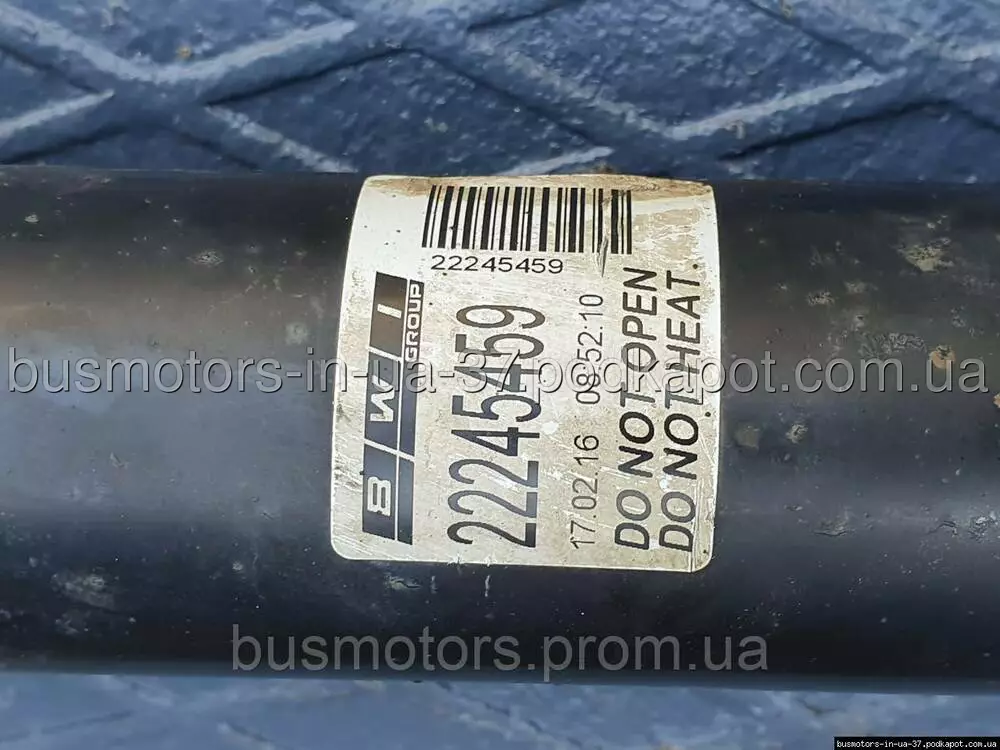 22245459
BWI
GROUP
22245459
17.02.16 08:52:10
DO NOT OPEN
DO NOT HEAT.
busmotors-in-ua-37.podkapot.com.ua
busmotors.prom.ua
busmotors-in-ua-37.podkapot.com.ua